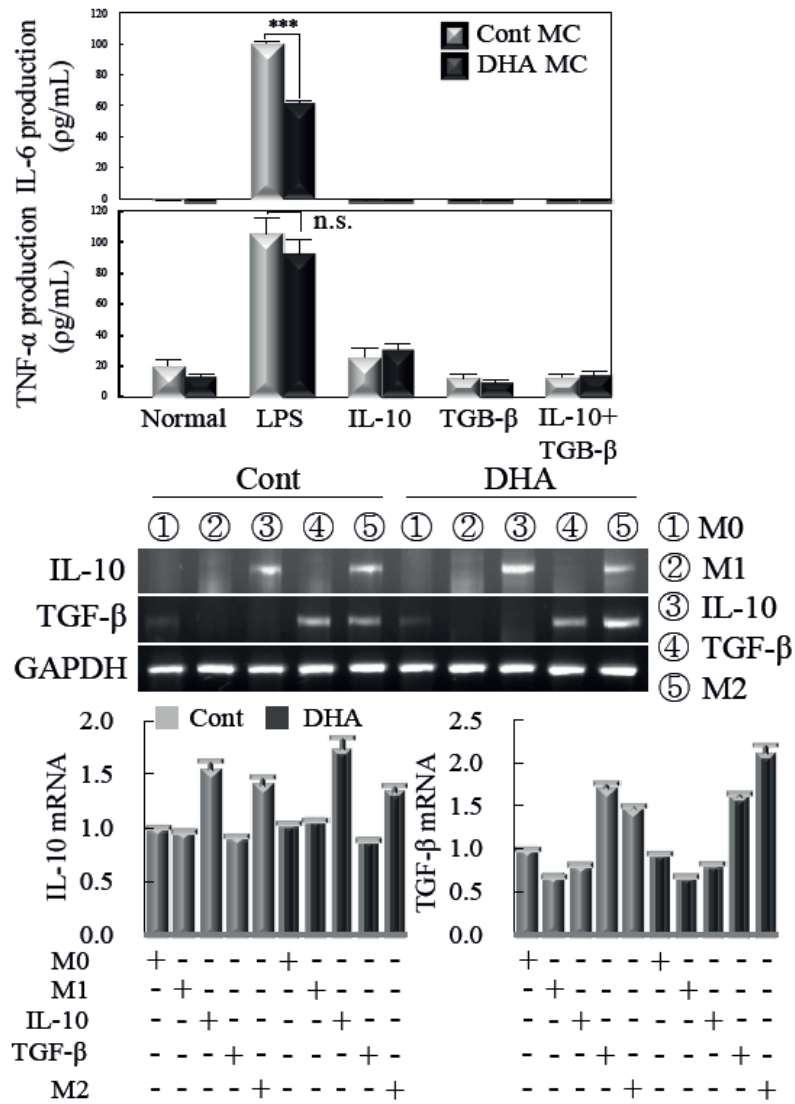 IL-6 production
(ρg/mL)
120
100
80
60
40
20
0
***
Cont MC
DHA MC
TNF-α production
(ρg/mL)
120
100
80
60
40
20
0
n.s.
Normal LPS IL-10 TGB-β IL-10+
TGB-β
Cont DHA
① ② ③ ④ ⑤ ① ② ③ ④ ⑤
IL-10
TGF-β
GAPDH
① M0
② M1
③ IL-10
④ TGF-β
⑤ M2
Cont DHA
IL-10 mRNA
2.0
1.5
1.0
0.5
0.0
TGF-β mRNA
2.5
2.0
1.5
1.0
0.5
0.0
M0 + - - - - + - - - - + - - - - + - - - -
M1 - + - - - - + - - - - + - - - - + - - -
IL-10 - - + - - - - + - - - - + - - - - + - -
TGF-β - - - + - - - - + - - - - + - - - - + -
M2 - - - - + - - - - + - - - - + - - - - +